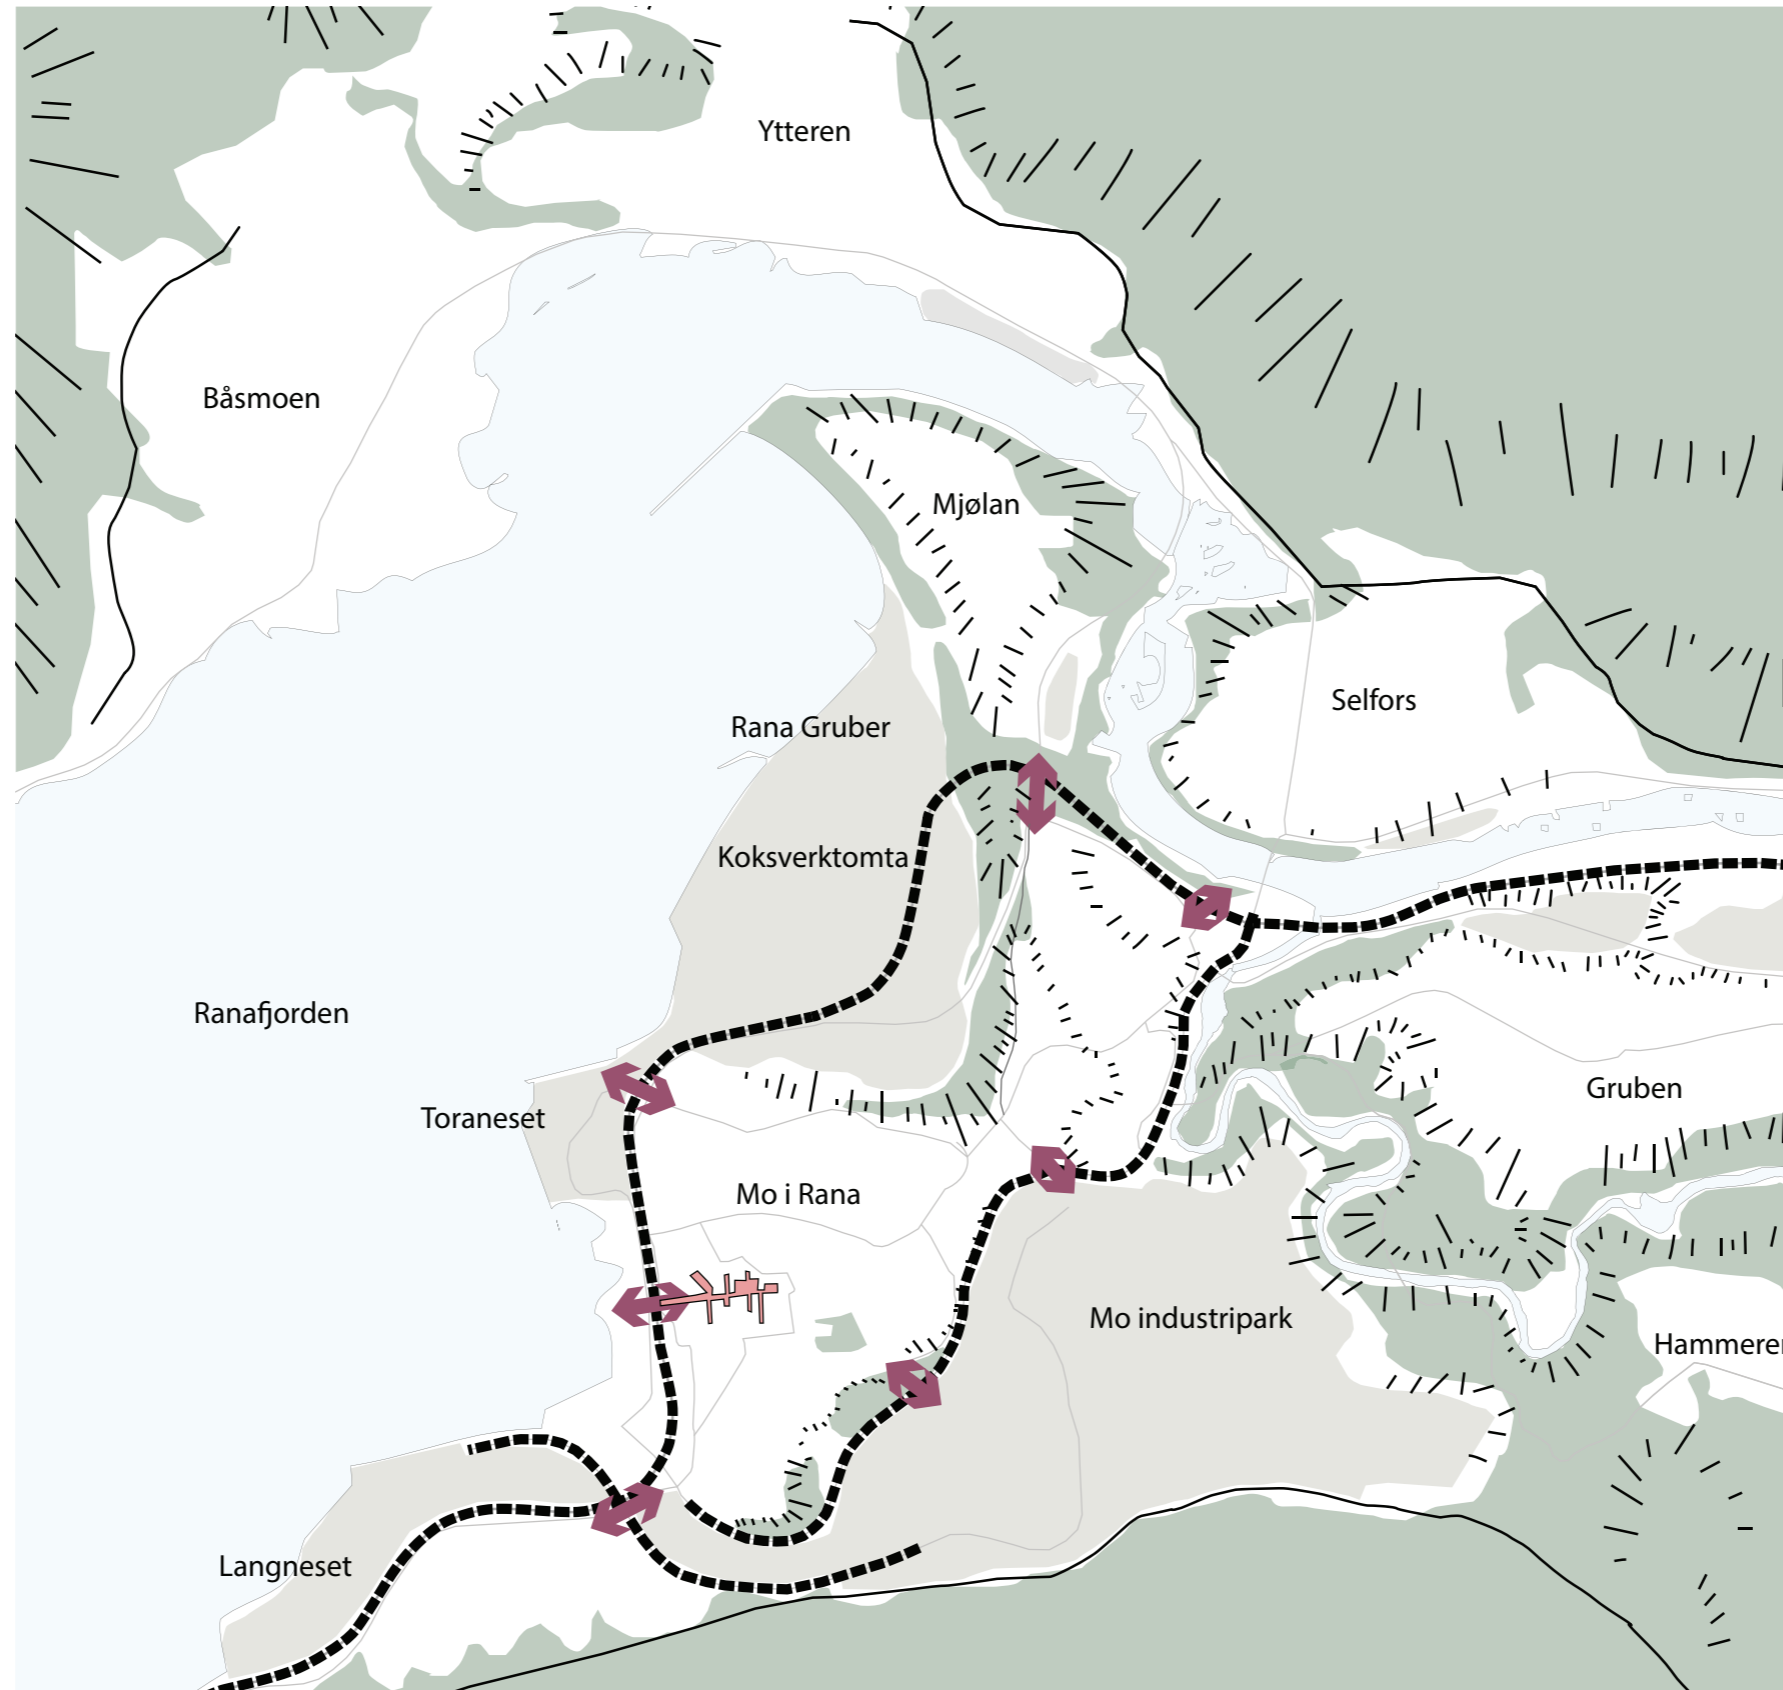 Ytteren
Båsmoen
Mjølan
Selfors
Rana Gruber
Koksverktomta
Ranafjorden
Gruben
Toraneset
Mo i Rana
Mo industripark
Hammeren
Langneset